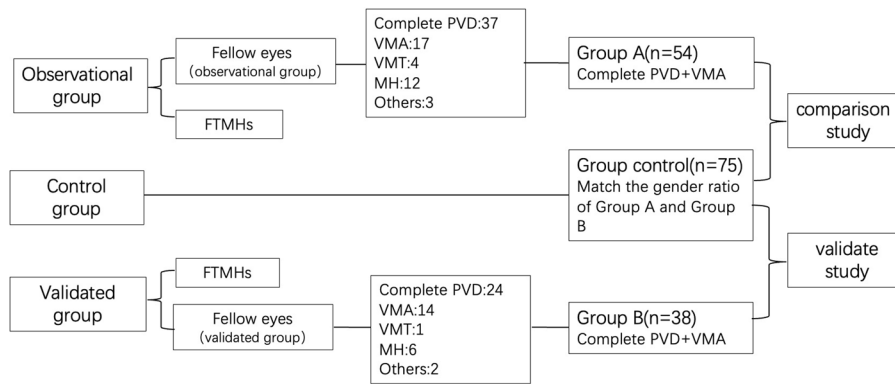 Observational
group
Fellow eyes
(observational group)
FTMHs
Complete PVD:37
VMA:17
VMT:4
MH:12
Others:3
Group A(n=54)
Complete PVD+VMA
comparison
study
Control
group
Group control(n=75)
Match the gender ratio
of Group A and Group
B
Validated
group
FTMHs
Fellow eyes
(validated group)
Complete PVD:24
VMA:14
VMT:1
MH:6
Others:2
Group B(n=38)
Complete PVD+VMA
validate
study